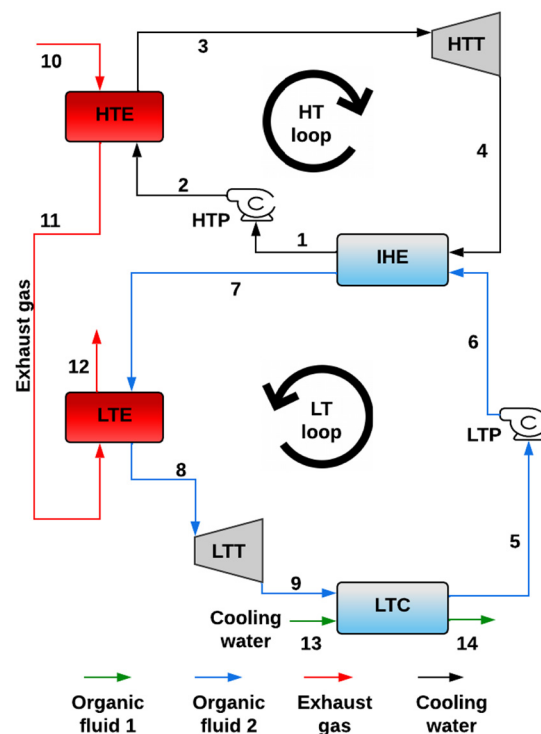 3
10
HTT
HTE
HT
loop
4
2
11
HTP
1
IHE
7
6
Exhaust gas
12
LTE
LT
loop
LTP
8
5
LTT
9
LTC
Cooling
water
13
14
Organic
fluid 1
Organic
fluid 2
Exhaust
gas
Cooling
water